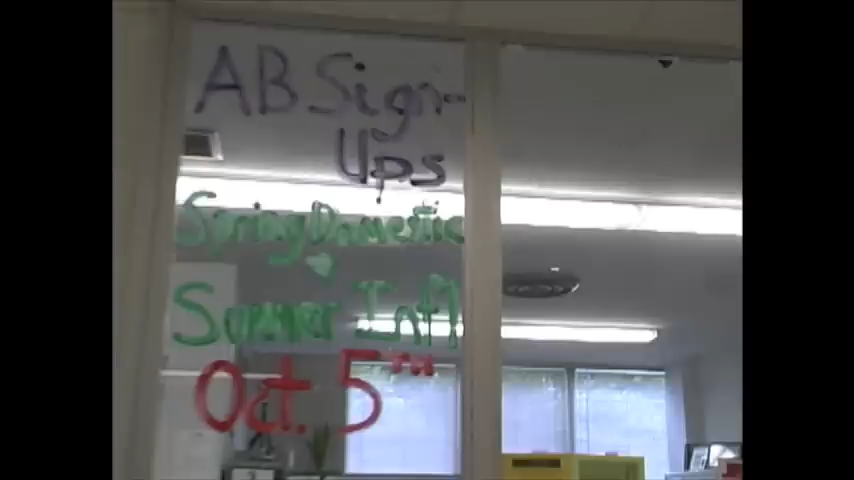 AB Sign-
Ups
Spring Domestic
Summer Int'l
Oct. 5TH